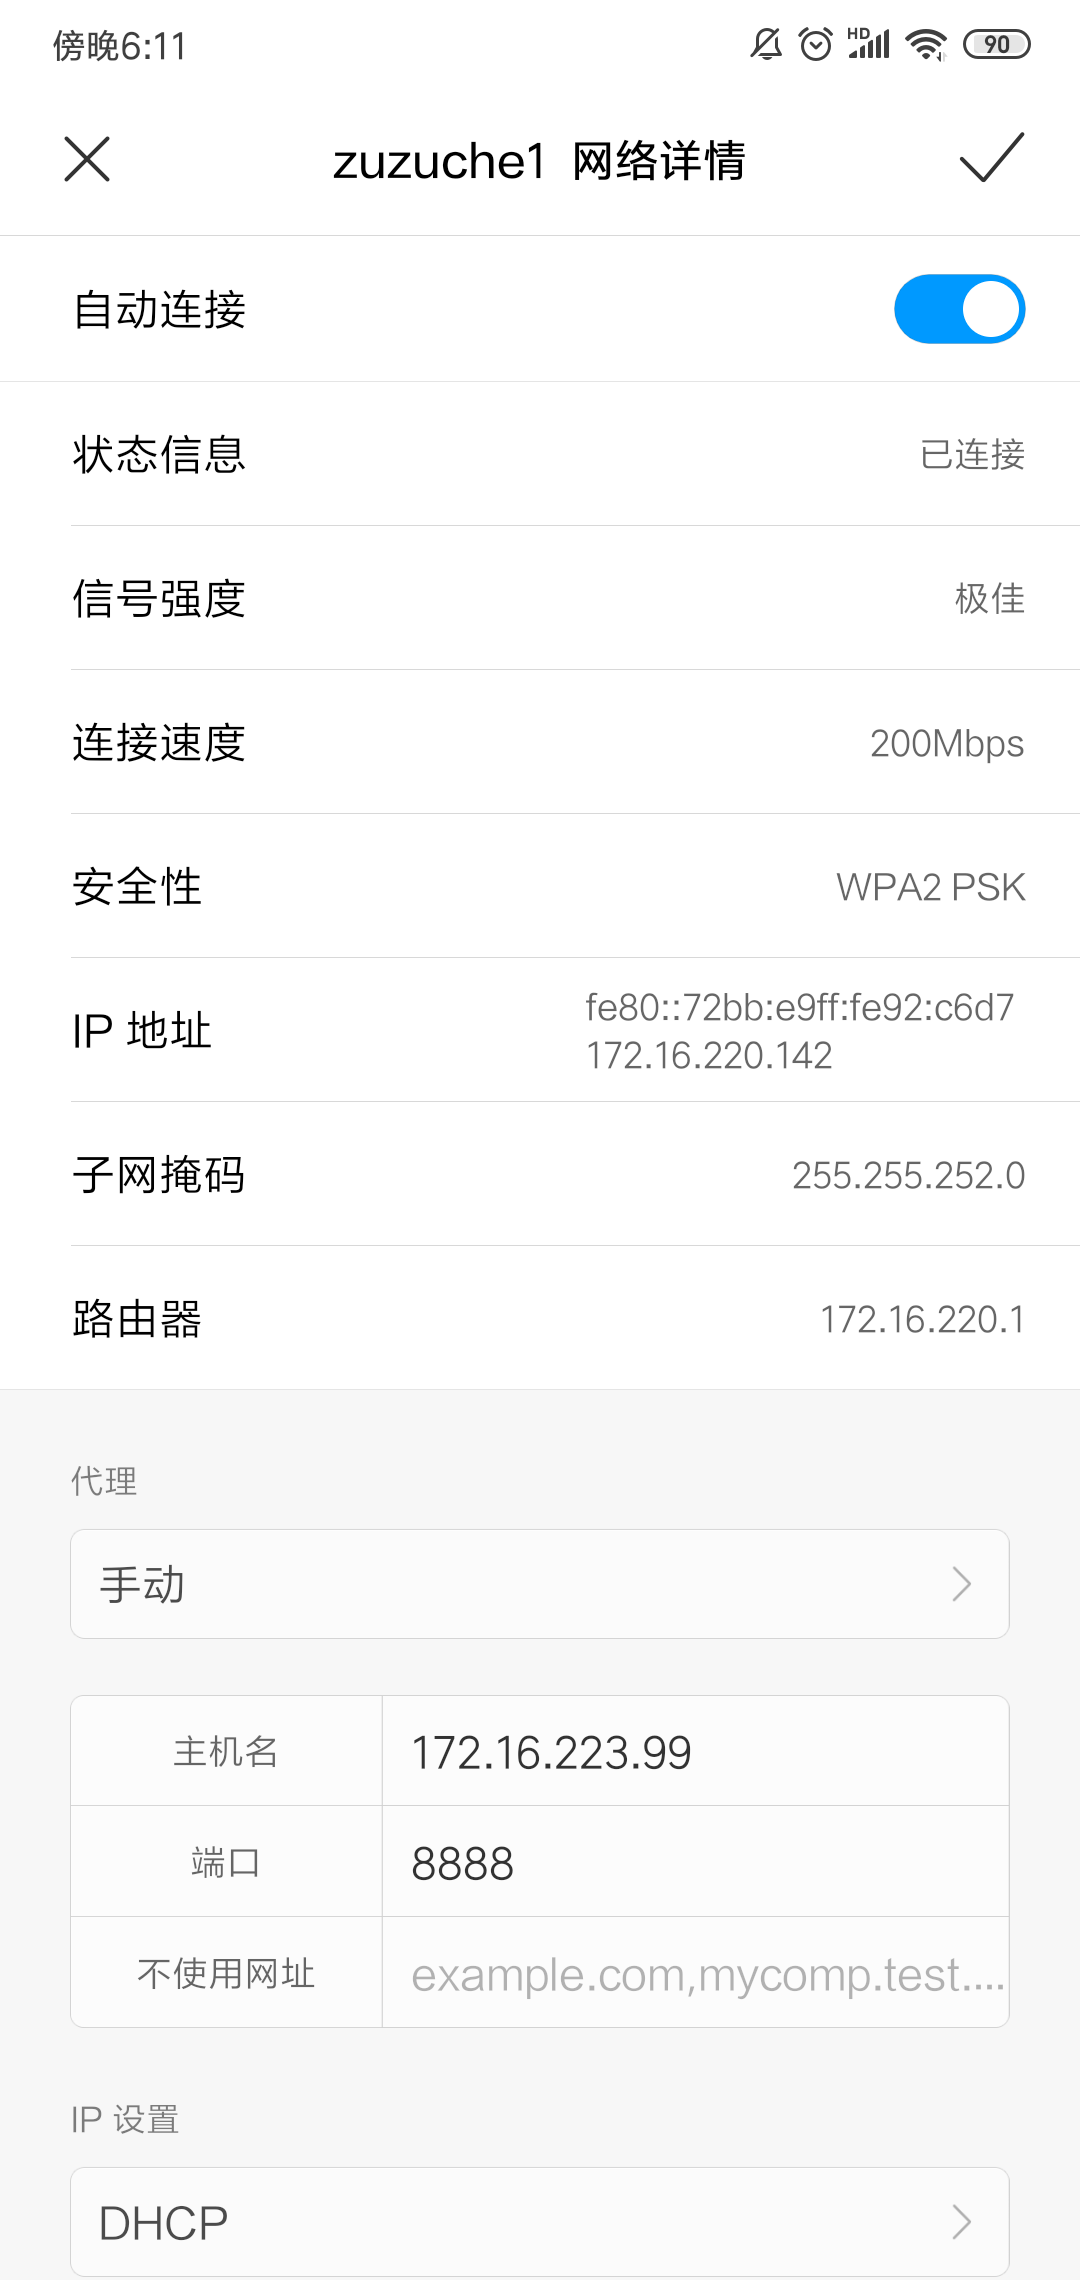 傍晚6:11
HD
90
zuzuche1 网络详情
自动连接
状态信息 已连接
信号强度 极佳
连接速度 200Mbps
安全性 WPA2 PSK
IP 地址 fe80::72bb:e9ff:fe92:c6d7
172.16.220.142
子网掩码 255.255.252.0
路由器 172.16.220.1
代理
手动
主机名 172.16.223.99
端口 8888
不使用网址 example.com,mycomp.test....
IP 设置
DHCP